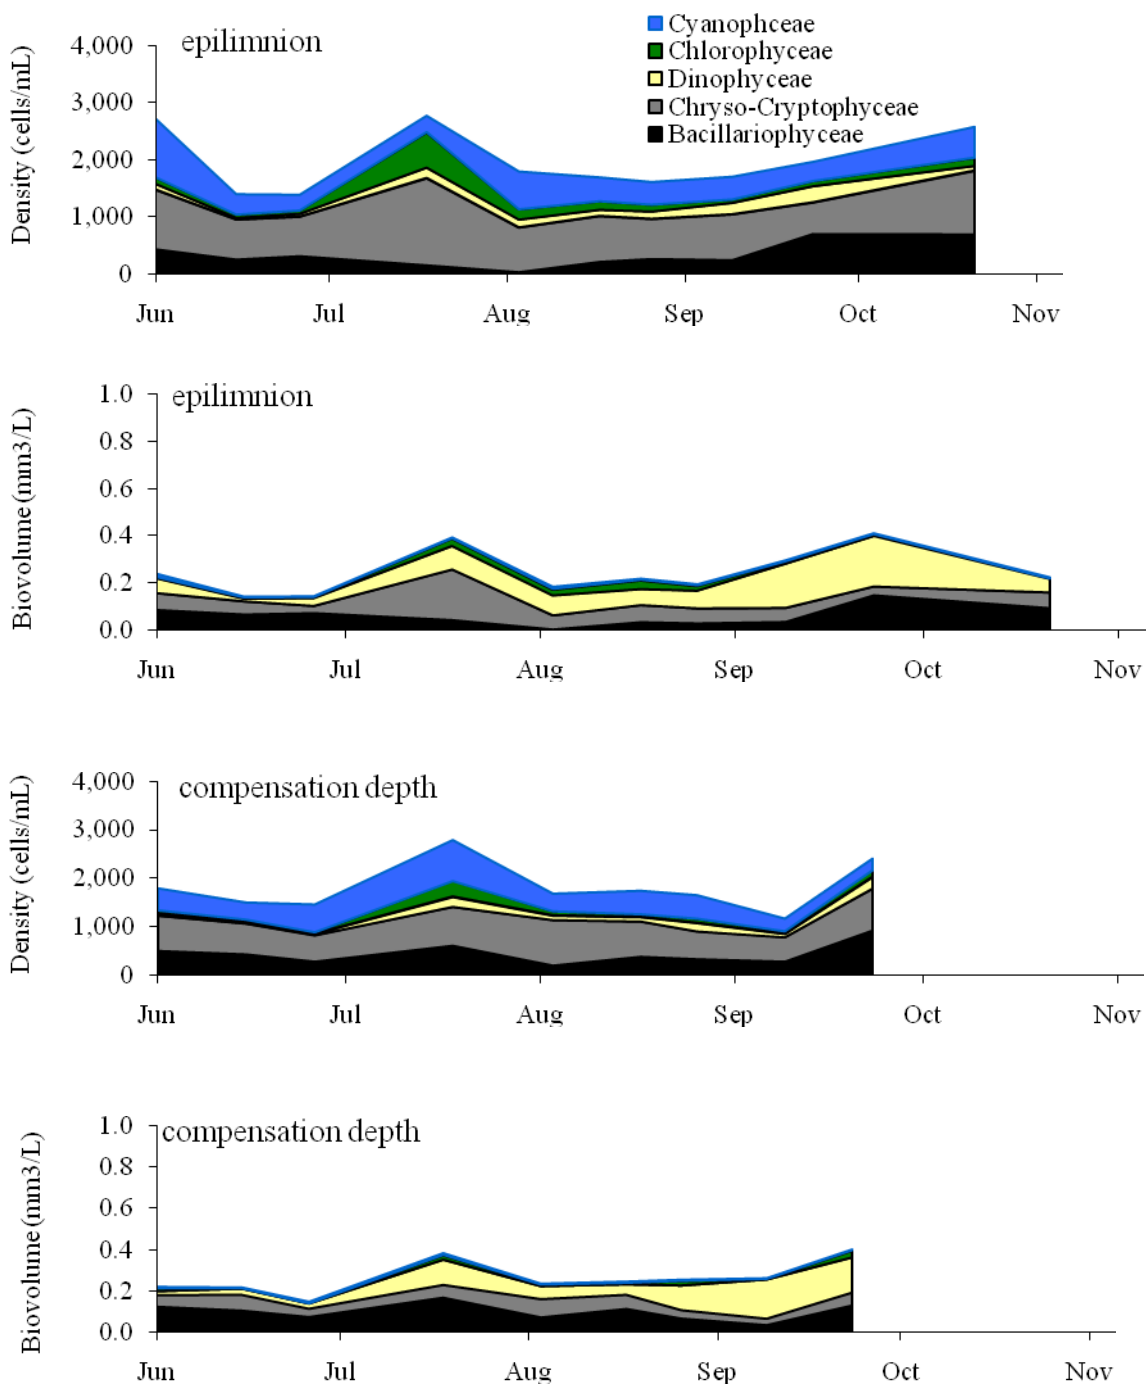 epilimnion
Cyanophceae
Chlorophyceae
Dinophyceae
Chryso-Cryptophyceae
Bacillariophyceae
Density (cells/mL)
4,000
3,000
2,000
1,000
0
Jun Jul Aug Sep Oct Nov
epilimnion
Biovolume (mm3/L)
1.0
0.8
0.6
0.4
0.2
0.0
Jun Jul Aug Sep Oct Nov
compensation depth
Density (cells/mL)
4,000
3,000
2,000
1,000
0
Jun Jul Aug Sep Oct Nov
compensation depth
Biovolume (mm3/L)
1.0
0.8
0.6
0.4
0.2
0.0
Jun Jul Aug Sep Oct Nov